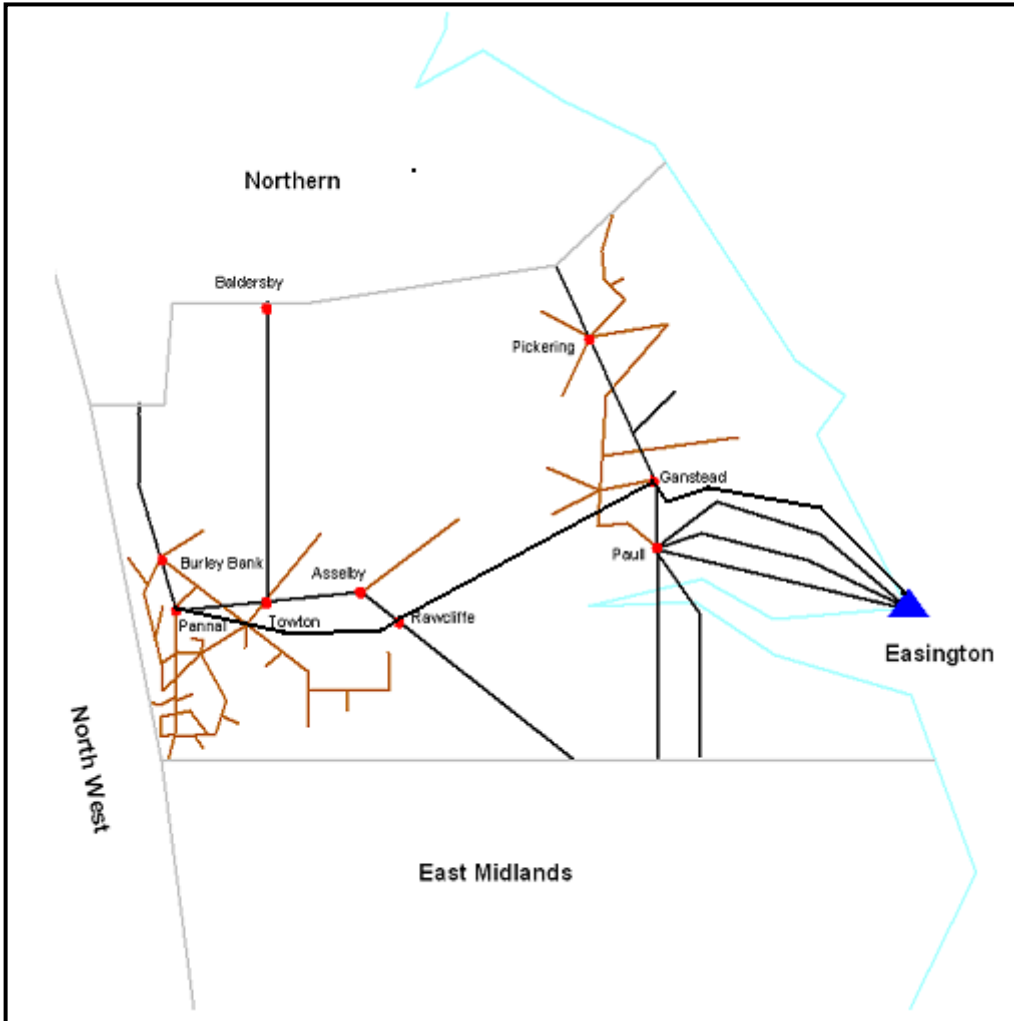 Northern
Baldersby
Pickering
Ganstead
Burley Bank
Asselby
Paull
Pannal
Towton
Rawcliffe
Easington
North West
East Midlands